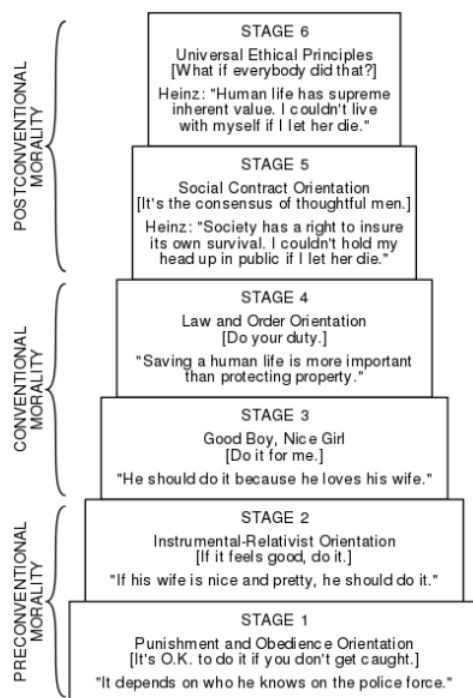 STAGE 6
Universal Ethical Principles
[What if everybody did that?]
Heinz: "Human life has supreme
inherent value. I couldn't live
with myself if I let her die."
STAGE 5
Social Contract Orientation
[It's the consensus of thoughtful men.]
Heinz: "Society has a right to insure
its own survival. I couldn't hold my
head up in public if I let her die."
POSTCONVENTIONAL
MORALITY
STAGE 4
Law and Order Orientation
[Do your duty.]
"Saving a human life is more important
than protecting property."
STAGE 3
Good Boy, Nice Girl
[Do it for me.]
"He should do it because he loves his wife."
CONVENTIONAL
MORALITY
STAGE 2
Instrumental-Relativist Orientation
[If it feels good, do it.]
"If his wife is nice and pretty, he should do it."
STAGE 1
Punishment and Obedience Orientation
[It's O.K. to do it if you don't get caught.]
"It depends on who he knows on the police force."
PRECONVENTIONAL
MORALITY